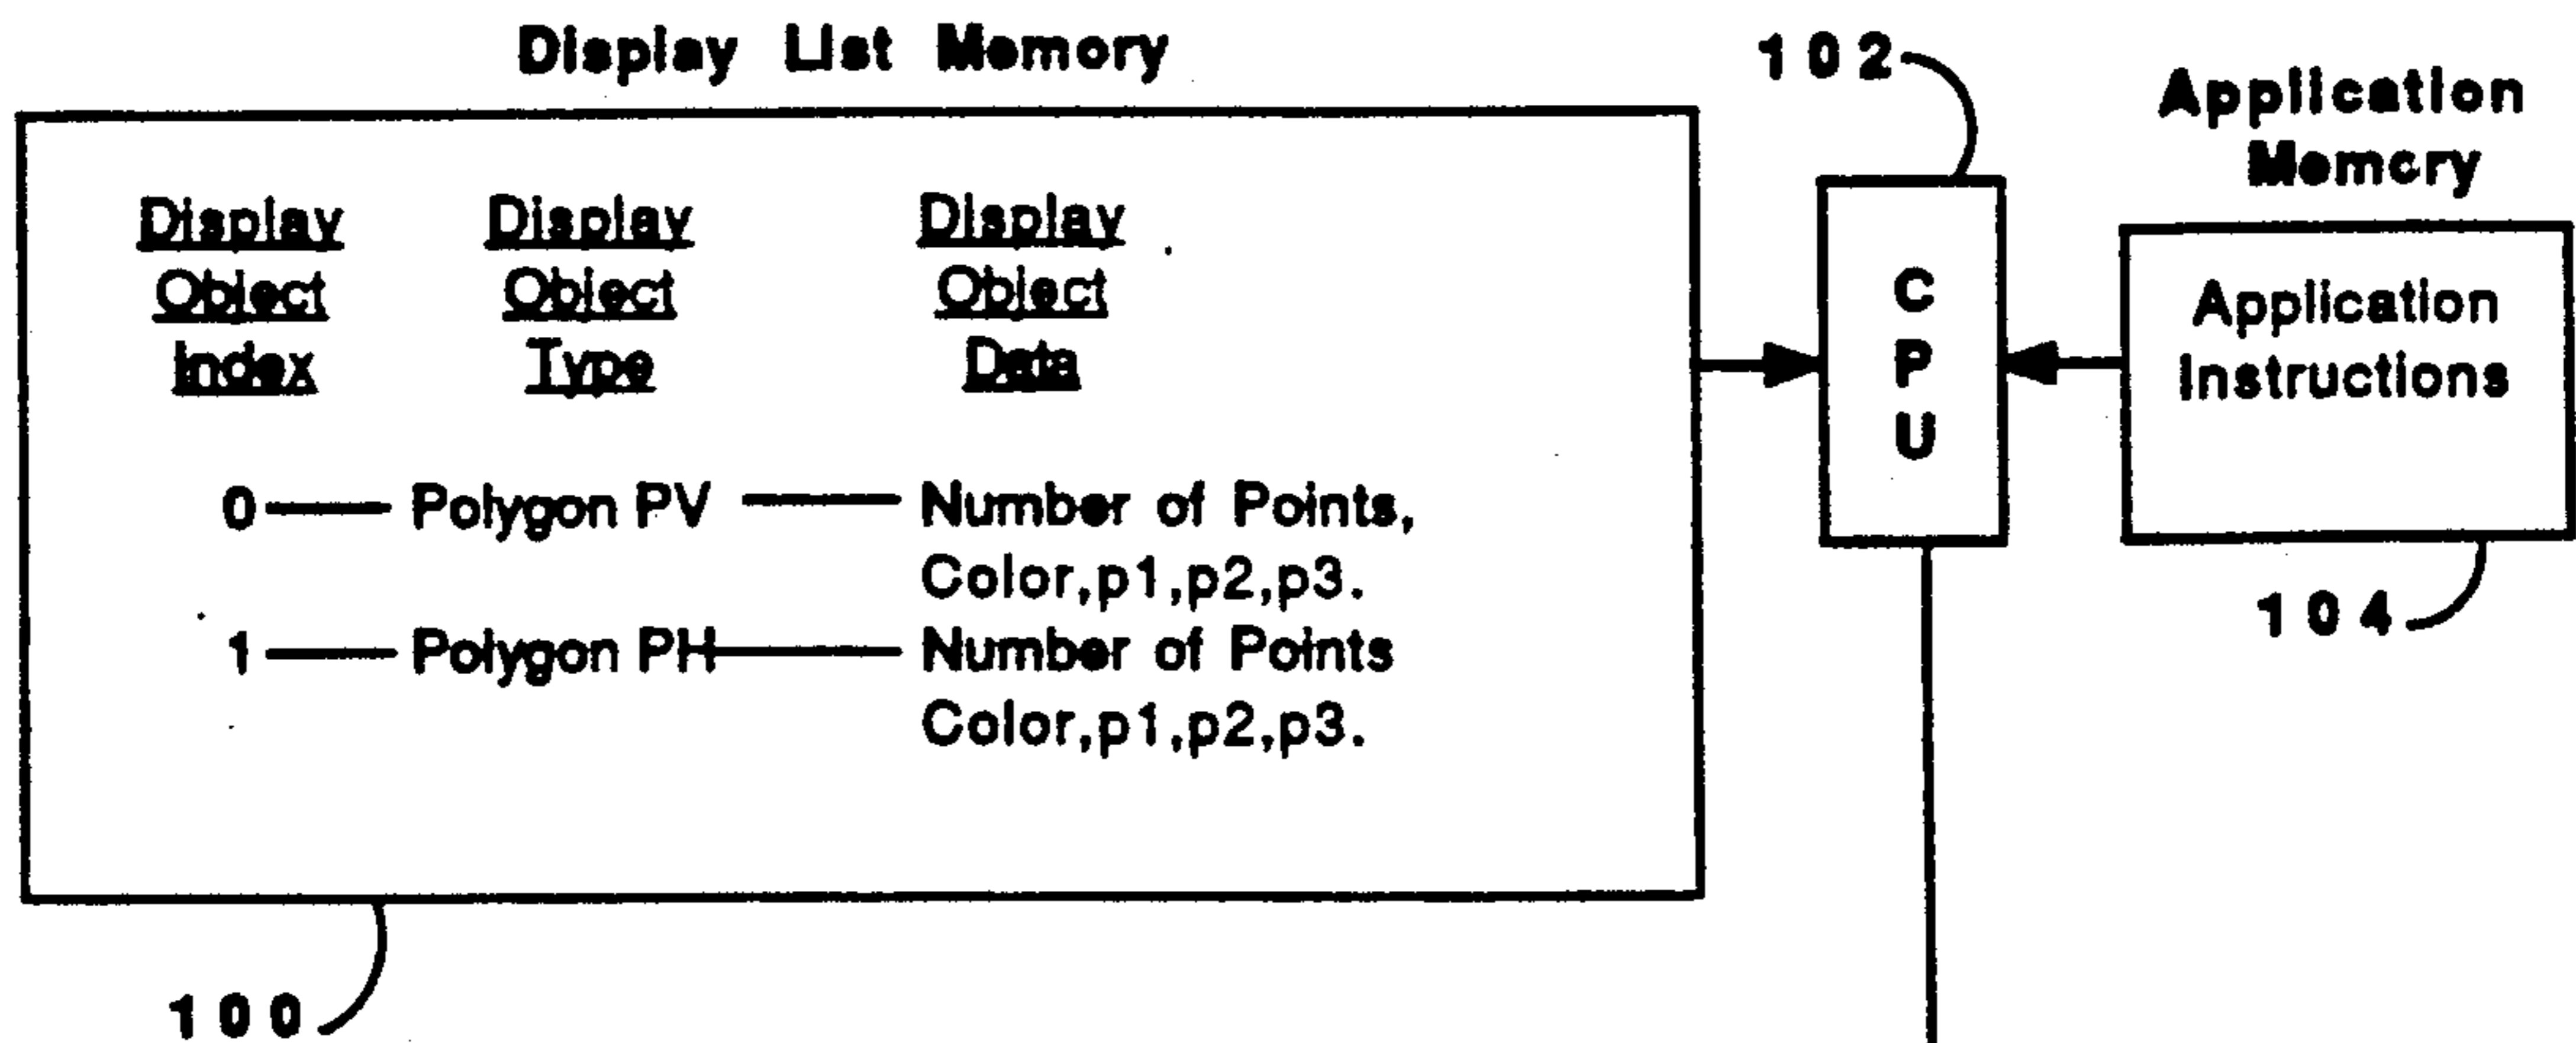 Display List Memory
102
Application
Memory
Display Object Index
Display Object Type
Display Object Data
C
P
U
Application
Instructions
0 Polygon PV Number of Points,
Color,p1,p2,p3.
1 Polygon PH Number of Points
Color,p1,p2,p3.
104
100